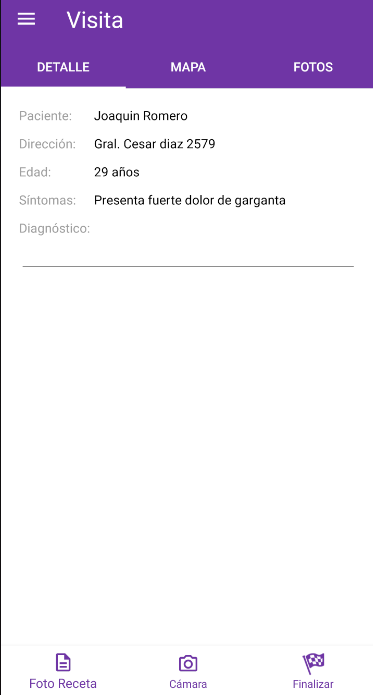 Visita
DETALLE MAPA FOTOS
Paciente: Joaquin Romero
Dirección: Gral. Cesar diaz 2579
Edad: 29 años
Síntomas: Presenta fuerte dolor de garganta
Diagnóstico:
Foto Receta Cámara Finalizar